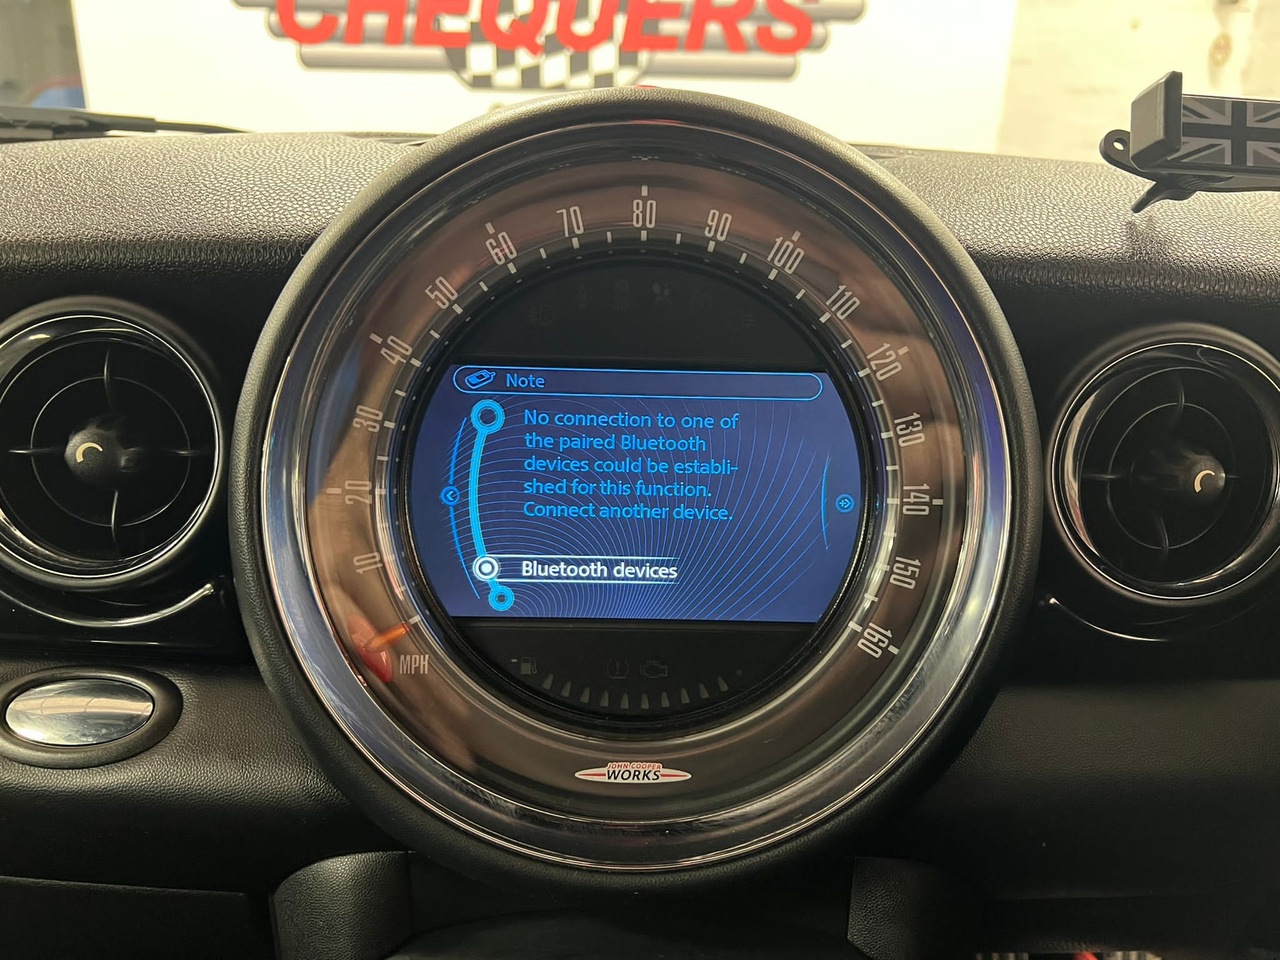 CHEQUERS
Note
No connection to one of
the paired Bluetooth
devices could be establi-
shed for this function.
Connect another device.
Bluetooth devices
10
20
30
40
50
60
70
80
90
100
110
120
130
140
150
160
MPH
JOHN COOPER
WORKS